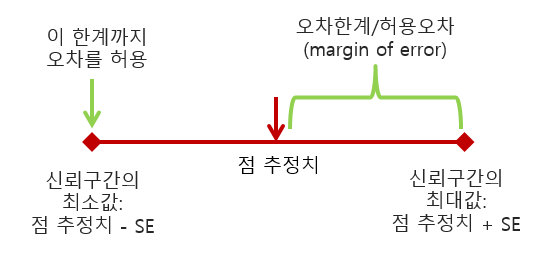 이 한계까지
오차를 허용
오차한계/허용오차
(margin of error)
점 추정치
신뢰구간의
최소값:
점 추정치 - SE
신뢰구간의
최대값:
점 추정치 + SE